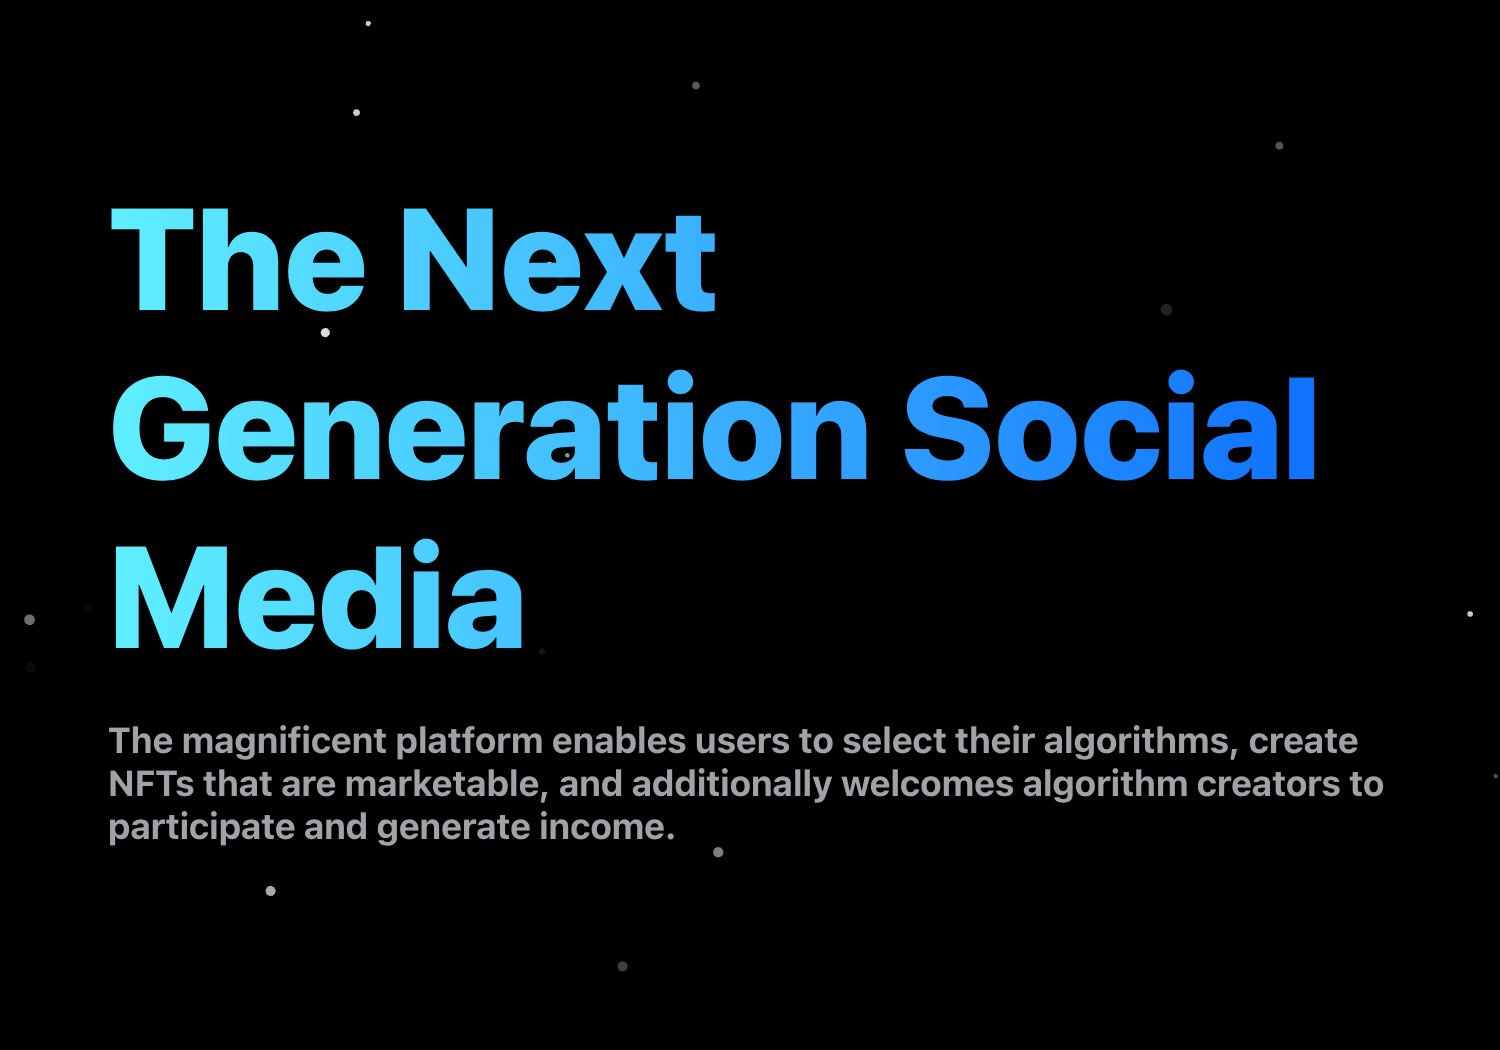 The Next
Generation Social
Media
The magnificent platform enables users to select their algorithms, create
NFTs that are marketable, and additionally welcomes algorithm creators to
participate and generate income.